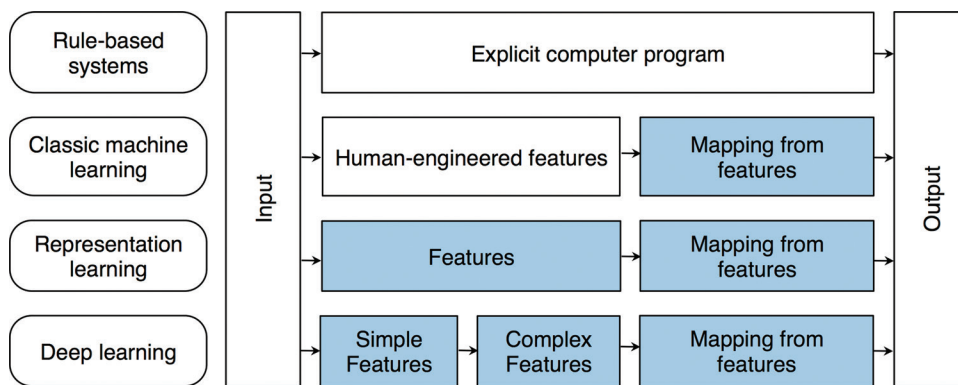 Rule-based
systems
Explicit computer program
Classic machine
learning
Human-engineered features
Mapping from
features
Input
Output
Representation
learning
Features
Mapping from
features
Deep learning
Simple
Features
Complex
Features
Mapping from
features